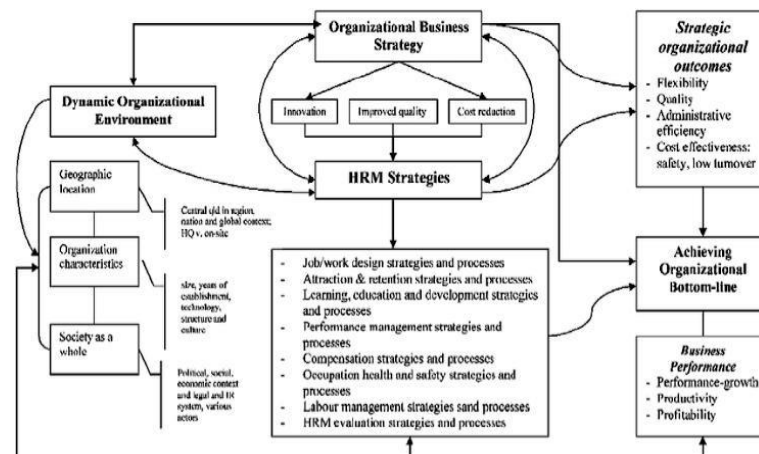 Organizational Business
Strategy
Strategic
organizational
outcomes
- Flexibility
- Quality
- Administrative
efficiency
- Cost effectiveness:
safety, low turnover
Dynamic Organizational
Environment
Innovation
Improved quality
Cost reduction
HRM Strategies
Geographic
location
Central c/d in region,
nation and global context;
HQ v. on-site
Organization
characteristics
size, years of
establishment,
technology,
structure and
culture
Society as a
whole
Political, social,
economic context
and legal and IR
system, various
actors
- Job/work design strategies and processes
- Attraction & retention strategies and processes
- Learning, education and development strategies
and processes
- Performance management strategies and
processes
- Compensation strategies and processes
- Occupation health and safety strategies and
processes
- Labour management strategies sand processes
- HRM evaluation strategies and processes
Achieving
Organizational
Bottom-line
Business
Performance
- Performance-growth
- Productivity
- Profitability